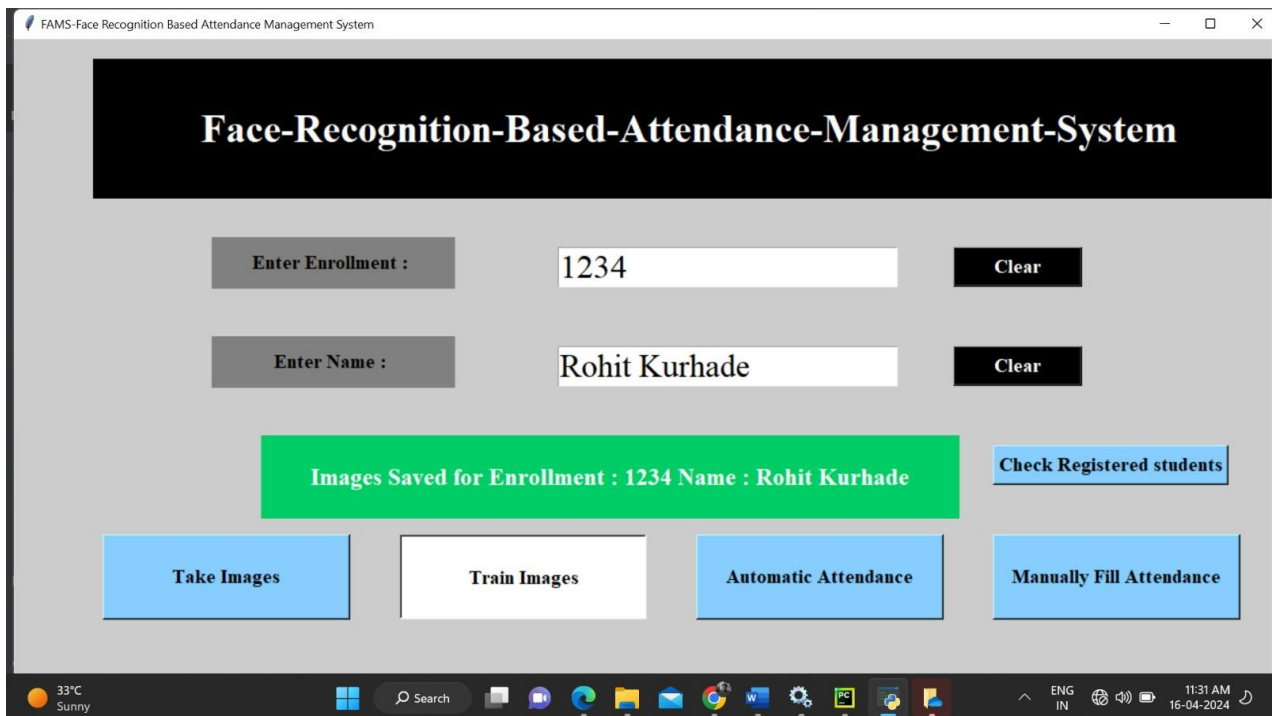 FAMS-Face Recognition Based Attendance Management System
Face-Recognition-Based-Attendance-Management-System
Enter Enrollment :
1234
Clear
Enter Name :
Rohit Kurhade
Clear
Images Saved for Enrollment : 1234 Name : Rohit Kurhade
Check Registered students
Take Images
Train Images
Automatic Attendance
Manually Fill Attendance
33°C
Sunny
Search
W
PC
ENG
IN
11:31 AM
16-04-2024